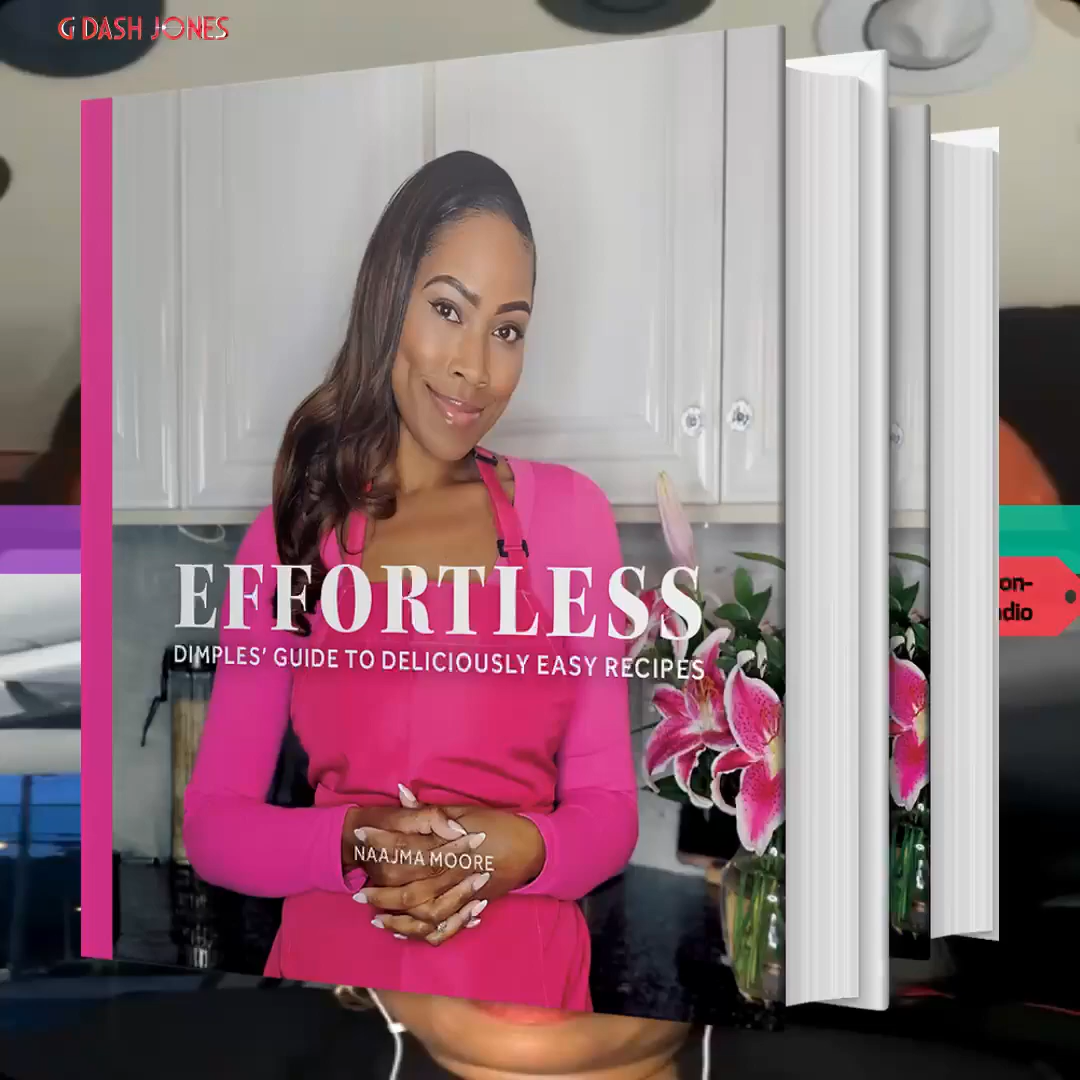 G DASH JONES
EFFORTLESS
DIMPLES' GUIDE TO DELICIOUSLY EASY RECIPES
NAAJMA MOORE